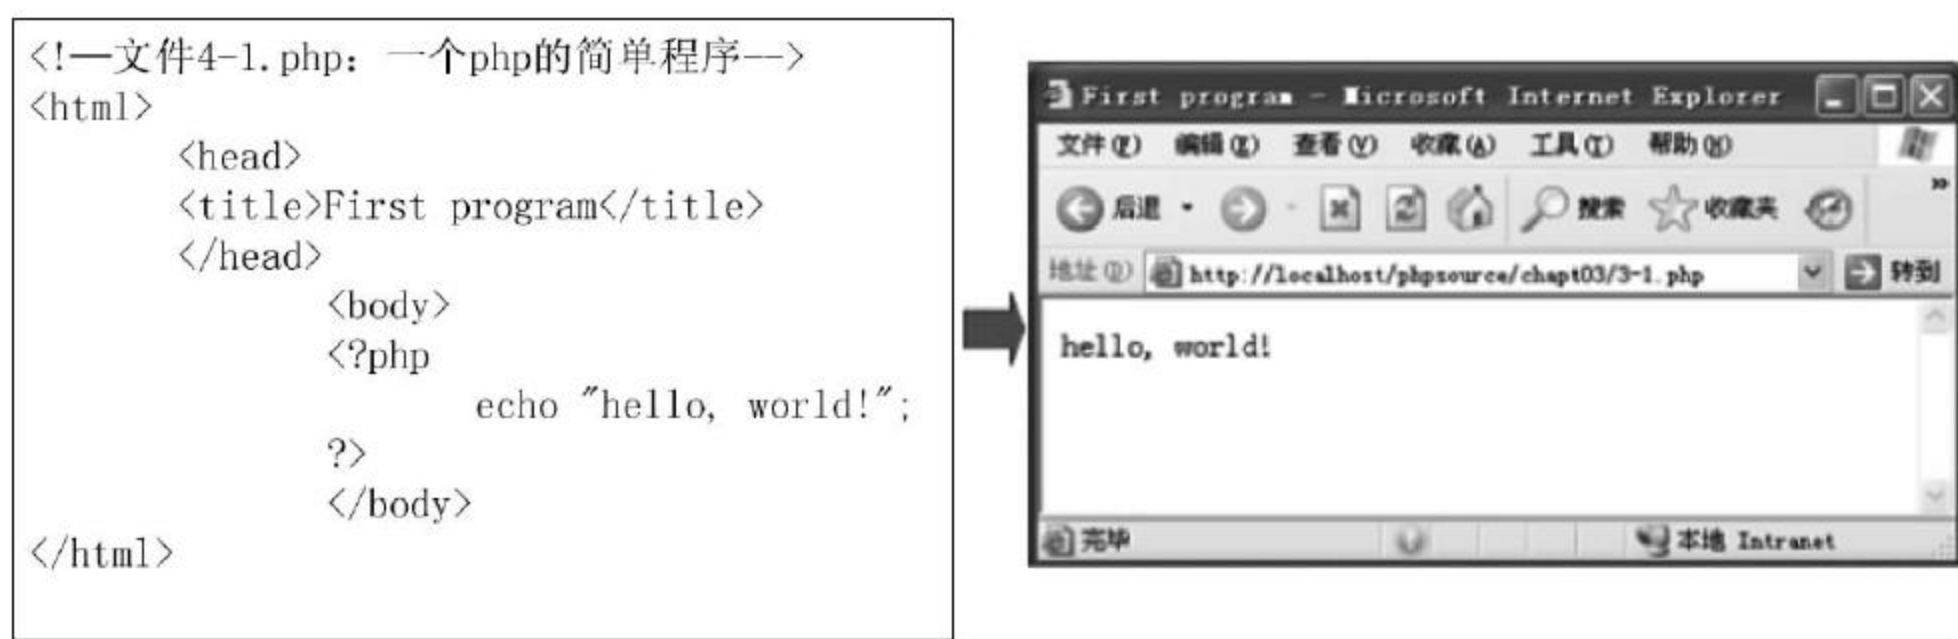 <!—文件4-1.php：一个php的简单程序-->
<html>
<head>
<title>First program</title>
</head>
<body>
<?php
echo "hello, world!";
?>
</body>
</html>
First program - Microsoft Internet Explorer
文件(F) 编辑(E) 查看(V) 收藏(A) 工具(T) 帮助(H)
后退 搜索 收藏夹 »
地址(D) http://localhost/phpsource/chapt03/3-1.php 转到
hello, world!
完毕 本地 Intranet